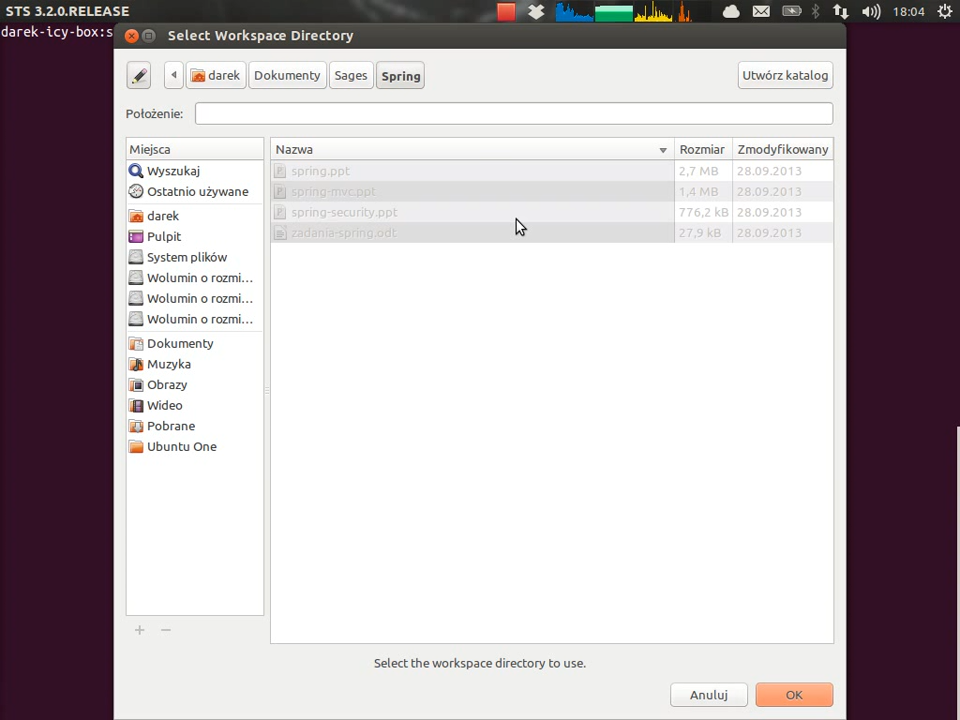 STS 3.2.0.RELEASE
18:04
darek-icy-box:s
Select Workspace Directory
darek
Dokumenty
Sages
Spring
Utwórz katalog
Położenie:
Miejsca
Wyszukaj
Ostatnio używane
darek
Pulpit
System plików
Wolumin o rozmi...
Wolumin o rozmi...
Wolumin o rozmi...
Dokumenty
Muzyka
Obrazy
Wideo
Pobrane
Ubuntu One
Nazwa Rozmiar Zmodyfikowany
spring.ppt 2,7 MB 28.09.2013
spring-mvc.ppt 1,4 MB 28.09.2013
spring-security.ppt 776,2 kB 28.09.2013
zadania-spring.odt 27,9 kB 28.09.2013
Select the workspace directory to use.
Anuluj
OK